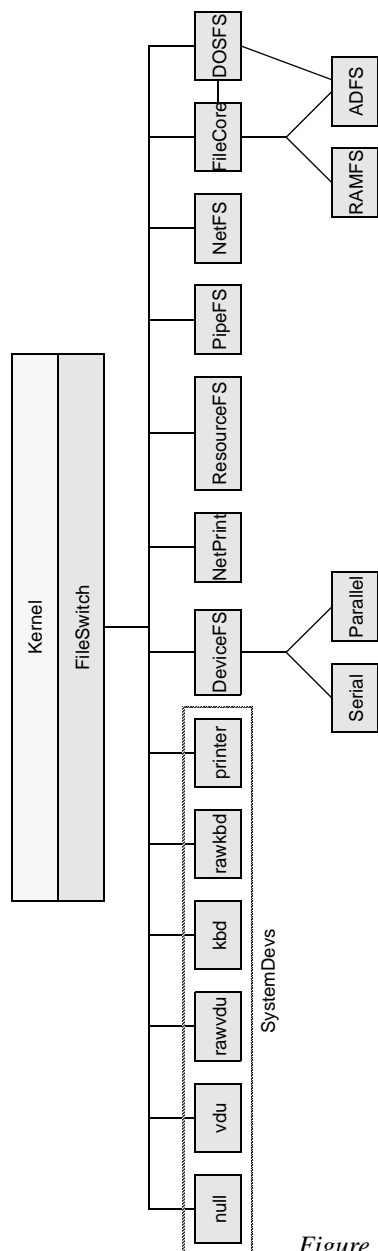 Kernel
FileSwitch
null
vdu
rawvdu
kbd
rawkbd
printer
SystemDevs
DeviceFS
NetPrint
ResourceFS
PipeFS
NetFS
FileCore
DOSFS
Serial
Parallel
RAMFS
ADFS
Figure